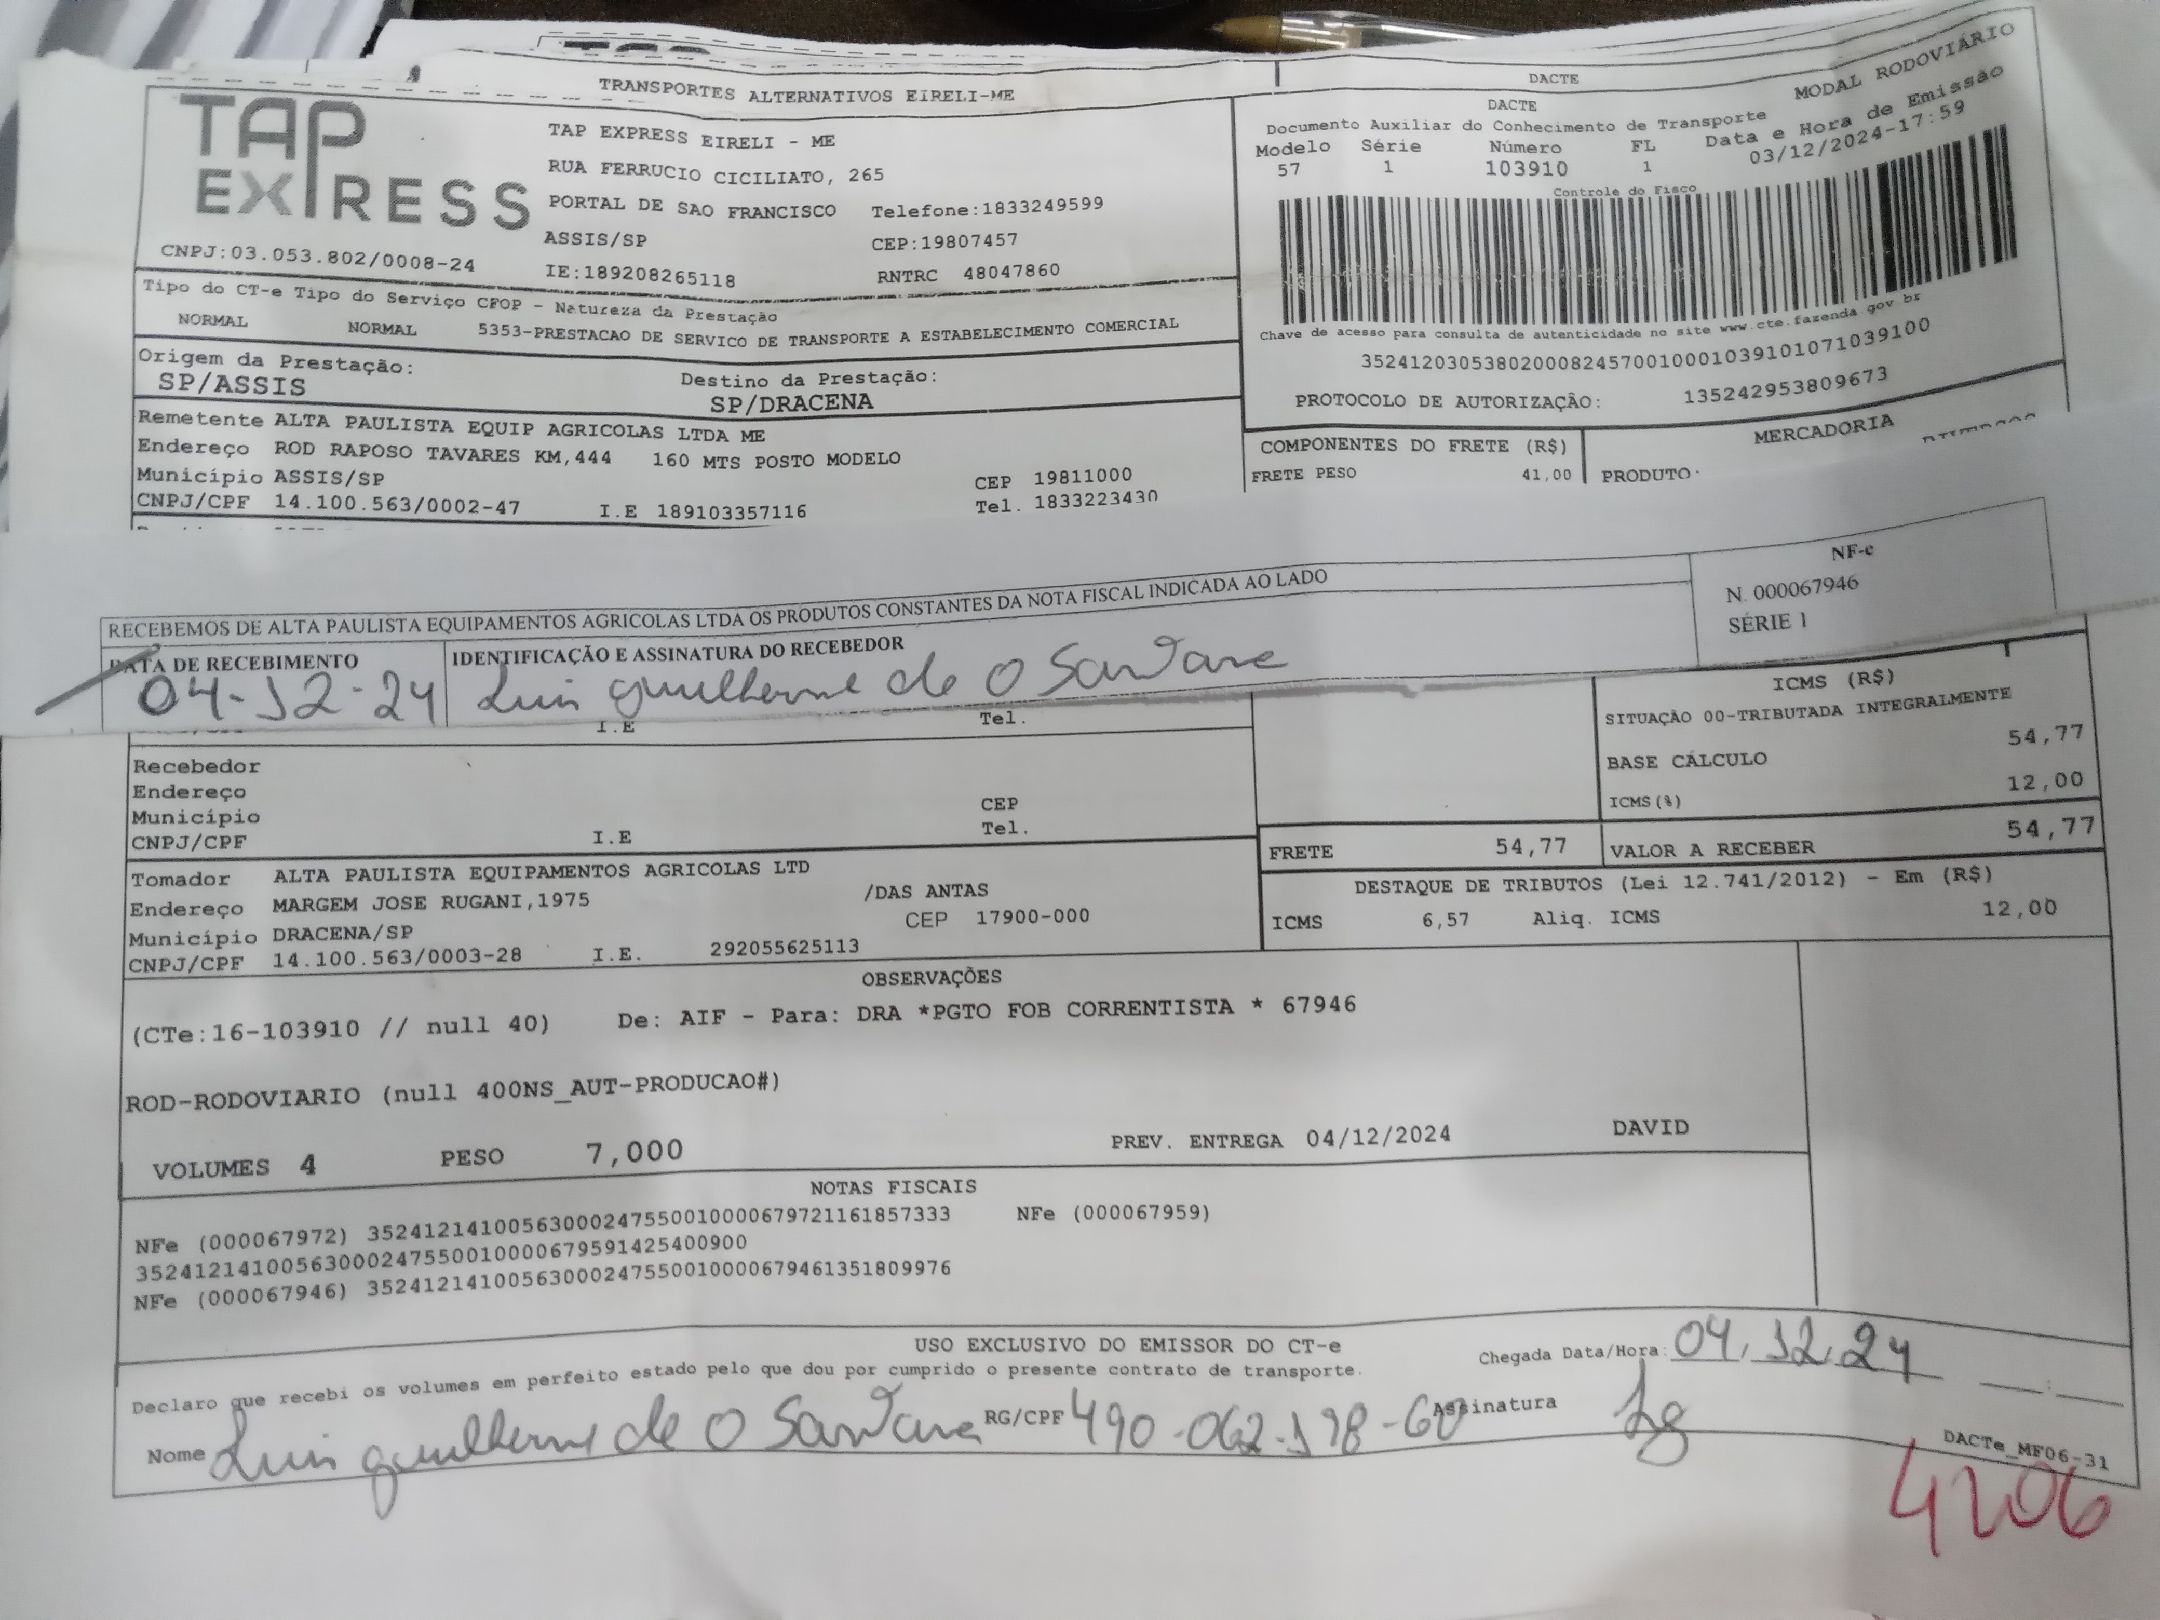 TRANSPORTES ALTERNATIVOS EIRELI-ME
TAP
EXPRESS
CNPJ:03.053.802/0008-24
TAP EXPRESS EIRELI - ME
RUA FERRUCIO CICILIATO, 265
PORTAL DE SAO FRANCISCO Telefone:1833249599
ASSIS/SP CEP:19807457
IE:189208265118 RNTRC 48047860
DACTE MODAL RODOVIÁRIO
DACTE
Documento Auxiliar do Conhecimento de Transporte
Modelo Série Número FL Data e Hora de Emissão
57 1 103910 1 03/12/2024-17:59
Controle do Fisco
Chave de acesso para consulta de autenticidade no site www.cte.fazenda.gov.br
35241203053802000824570010001039101071039100
PROTOCOLO DE AUTORIZAÇÃO: 135242953809673
Tipo do CT-e Tipo do Serviço CFOP - Natureza da Prestação
NORMAL NORMAL 5353-PRESTACAO DE SERVICO DE TRANSPORTE A ESTABELECIMENTO COMERCIAL
Origem da Prestação: Destino da Prestação:
SP/ASSIS SP/DRACENA
Remetente ALTA PAULISTA EQUIP AGRICOLAS LTDA ME
Endereço ROD RAPOSO TAVARES KM,444 160 MTS POSTO MODELO
Município ASSIS/SP CEP 19811000
CNPJ/CPF 14.100.563/0002-47 I.E 189103357116 Tel. 1833223430
COMPONENTES DO FRETE (R$) MERCADORIA
FRETE PESO 41,00 PRODUTO:
RECEBEMOS DE ALTA PAULISTA EQUIPAMENTOS AGRICOLAS LTDA OS PRODUTOS CONSTANTES DA NOTA FISCAL INDICADA AO LADO
NF-e
N. 000067946
SÉRIE 1
DATA DE RECEBIMENTO IDENTIFICAÇÃO E ASSINATURA DO RECEBEDOR
04-12-24 Luis guilherme de O Santana
I.E Tel.
Recebedor
Endereço
Município CEP
CNPJ/CPF I.E Tel.
ICMS (R$)
SITUAÇÃO 00-TRIBUTADA INTEGRALMENTE
BASE CÁLCULO 54,77
ICMS(%) 12,00
FRETE 54,77 VALOR A RECEBER 54,77
Tomador ALTA PAULISTA EQUIPAMENTOS AGRICOLAS LTD
Endereço MARGEM JOSE RUGANI,1975 /DAS ANTAS
Município DRACENA/SP CEP 17900-000
CNPJ/CPF 14.100.563/0003-28 I.E. 292055625113
DESTAQUE DE TRIBUTOS (Lei 12.741/2012) - Em (R$)
ICMS 6,57 Aliq. ICMS 12,00
OBSERVAÇÕES
(CTe:16-103910 // null 40) De: AIF - Para: DRA *PGTO FOB CORRENTISTA * 67946
ROD-RODOVIARIO (null 400NS_AUT-PRODUCAO#)
VOLUMES 4 PESO 7,000 PREV. ENTREGA 04/12/2024 DAVID
NOTAS FISCAIS
NFe (000067972) 35241214100563000247550010000679721161857333 NFe (000067959)
35241214100563000247550010000679591425400900
NFe (000067946) 35241214100563000247550010000679461351809976
USO EXCLUSIVO DO EMISSOR DO CT-e
Declaro que recebi os volumes em perfeito estado pelo que dou por cumprido o presente contrato de transporte.
Chegada Data/Hora: 04.12.24
Nome Luis guilherme de O Santana RG/CPF 490-062-198-60 Assinatura Lg
DACTe_MF06-31
4206